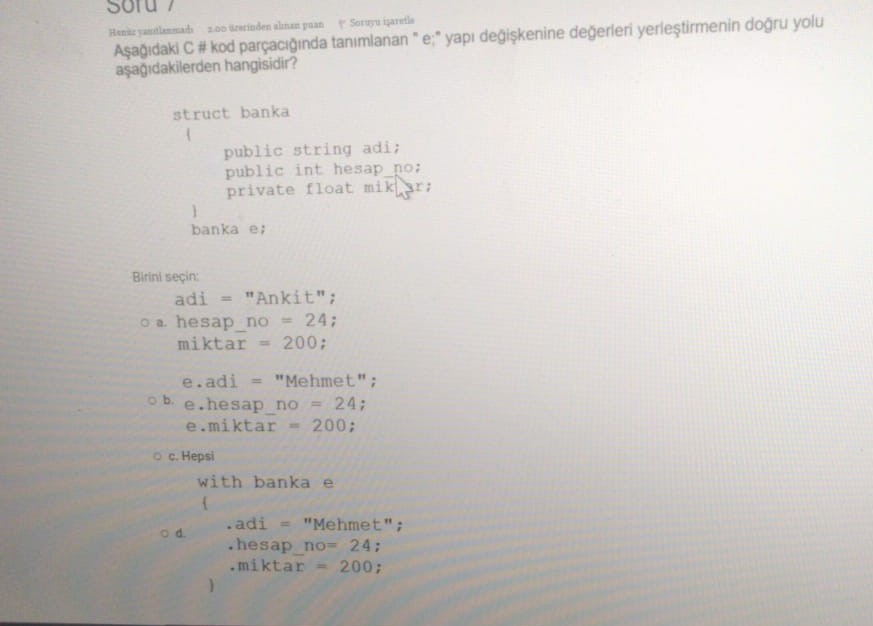 Soru 7
Henüz yanıtlanmadı 2.00 üzerinden alınan puan Soruyu işaretle
Aşağıdaki C # kod parçacığında tanımlanan " e;" yapı değişkenine değerleri yerleştirmenin doğru yolu
aşağıdakilerden hangisidir?
struct banka
{
public string adi;
public int hesap_no;
private float miktar;
}
banka e;
Birini seçin:
adi = "Ankit";
a. hesap_no = 24;
miktar = 200;
e.adi = "Mehmet";
b. e.hesap_no = 24;
e.miktar = 200;
c. Hepsi
with banka e
{
.adi = "Mehmet";
d.
.hesap_no= 24;
.miktar = 200;
}